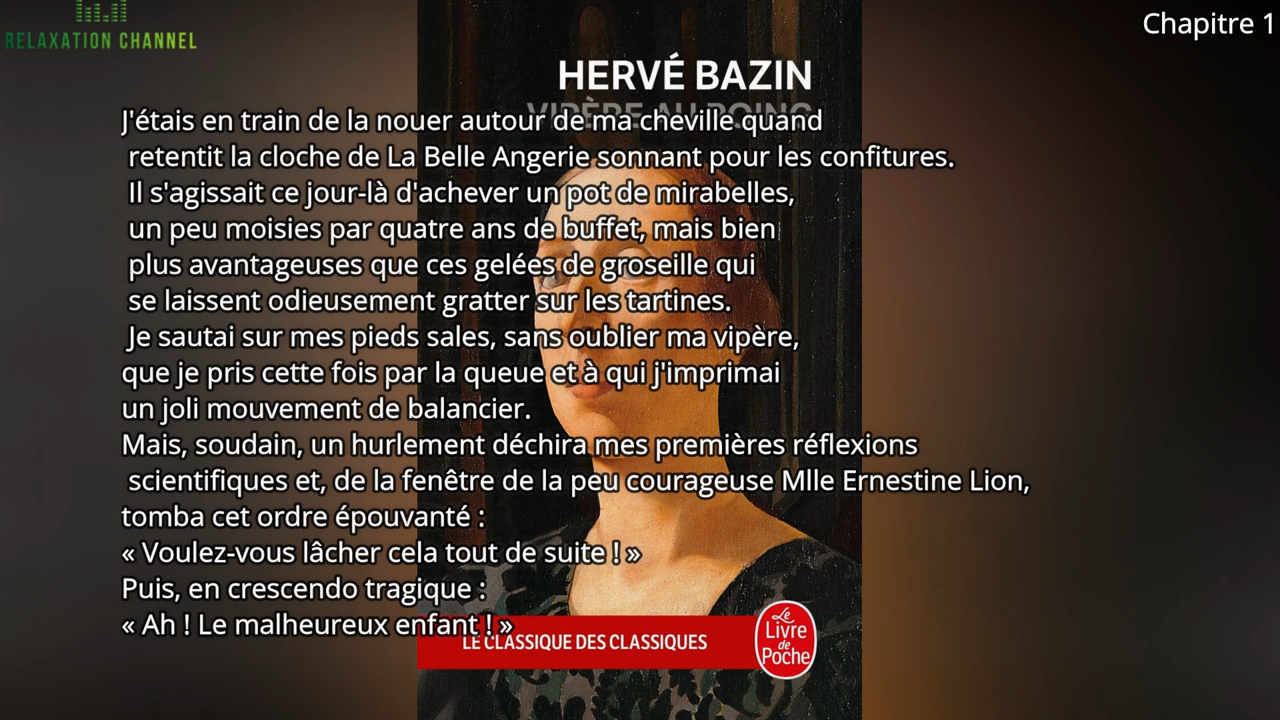 RELAXATION CHANNEL
Chapitre 1
HERVÉ BAZIN
VIPÈRE AU POING
J'étais en train de la nouer autour de ma cheville quand
retentit la cloche de La Belle Angerie sonnant pour les confitures.
Il s'agissait ce jour-là d'achever un pot de mirabelles,
un peu moisies par quatre ans de buffet, mais bien
plus avantageuses que ces gelées de groseille qui
se laissent odieusement gratter sur les tartines.
Je sautai sur mes pieds sales, sans oublier ma vipère,
que je pris cette fois par la queue et à qui j'imprimai
un joli mouvement de balancier.
Mais, soudain, un hurlement déchira mes premières réflexions
scientifiques et, de la fenêtre de la peu courageuse Mlle Ernestine Lion,
tomba cet ordre épouvanté :
« Voulez-vous lâcher cela tout de suite ! »
Puis, en crescendo tragique :
« Ah ! Le malheureux enfant ! »
LE CLASSIQUE DES CLASSIQUES
Le
Livre
de
Poche